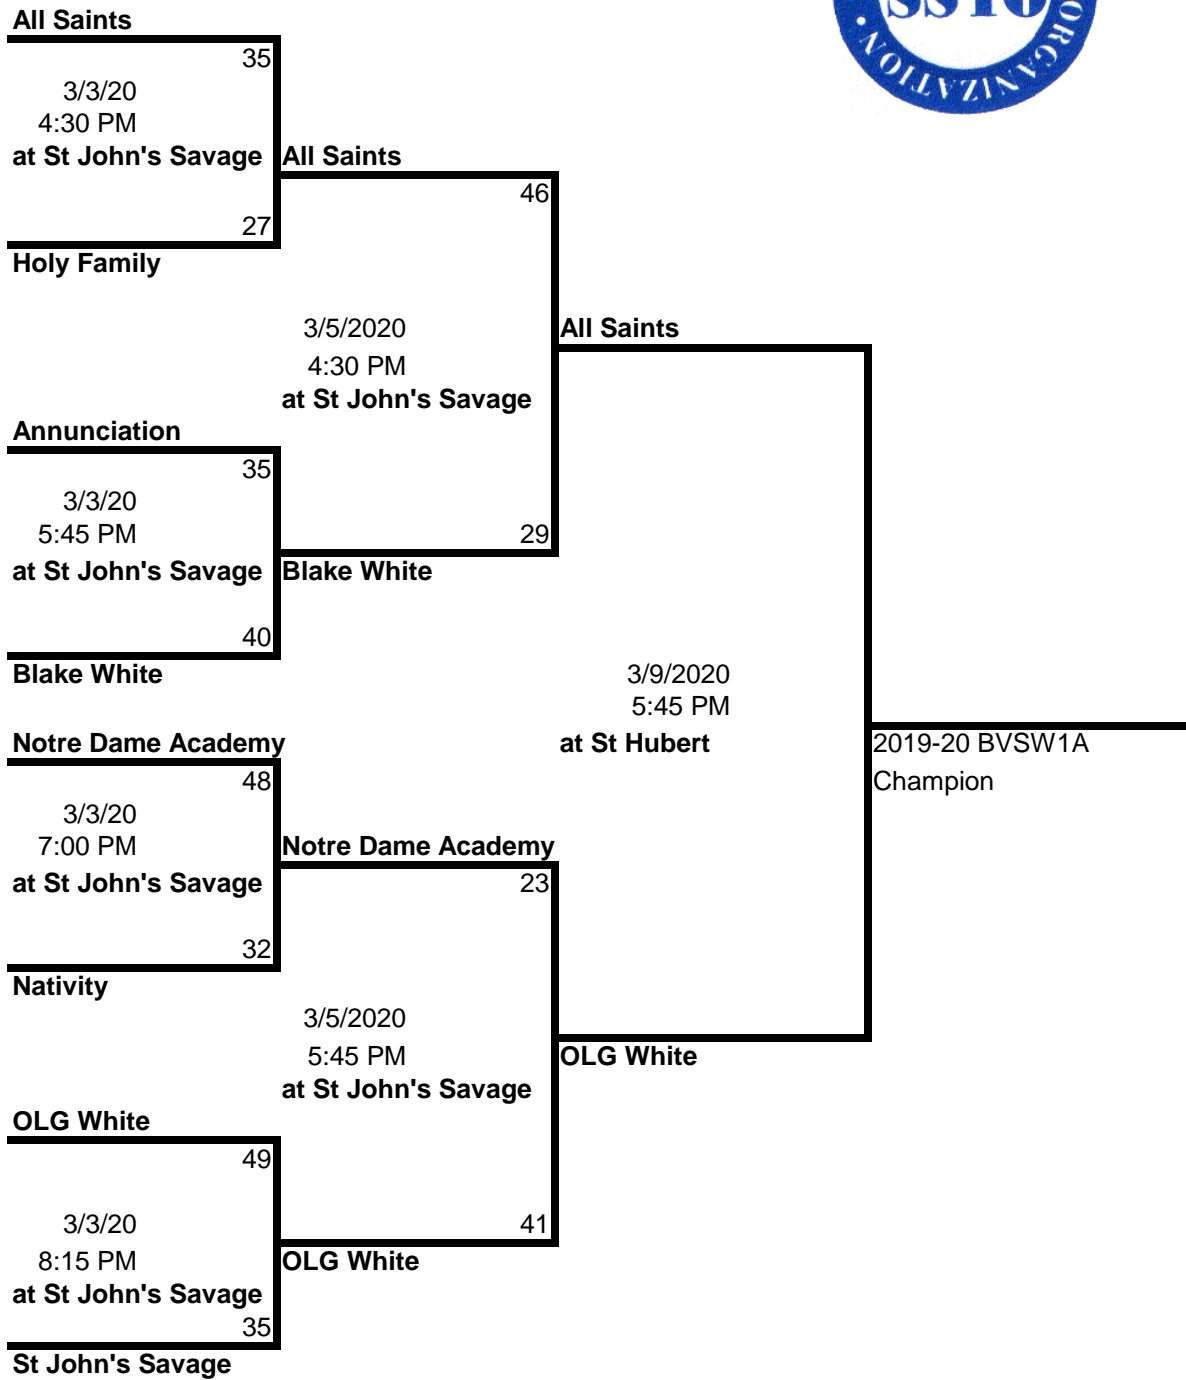 SSTO
ORGANIZATION
All Saints
35
3/3/20
4:30 PM
at St John's Savage
27
Holy Family
All Saints
46
3/5/2020
4:30 PM
at St John's Savage
29
Blake White
Annunciation
35
3/3/20
5:45 PM
at St John's Savage
40
Blake White
All Saints
3/9/2020
5:45 PM
at St Hubert
OLG White
2019-20 BVSW1A
Champion
Notre Dame Academy
48
3/3/20
7:00 PM
at St John's Savage
32
Nativity
Notre Dame Academy
23
3/5/2020
5:45 PM
at St John's Savage
41
OLG White
OLG White
49
3/3/20
8:15 PM
at St John's Savage
35
St John's Savage